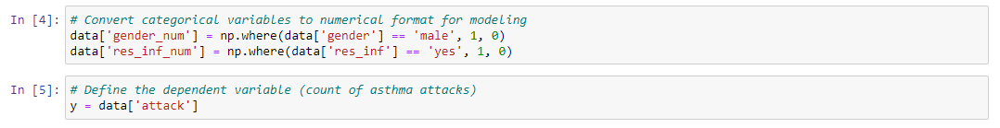 In [4]: # Convert categorical variables to numerical format for modeling
data['gender_num'] = np.where(data['gender'] == 'male', 1, 0)
data['res_inf_num'] = np.where(data['res_inf'] == 'yes', 1, 0)
In [5]: # Define the dependent variable (count of asthma attacks)
y = data['attack']